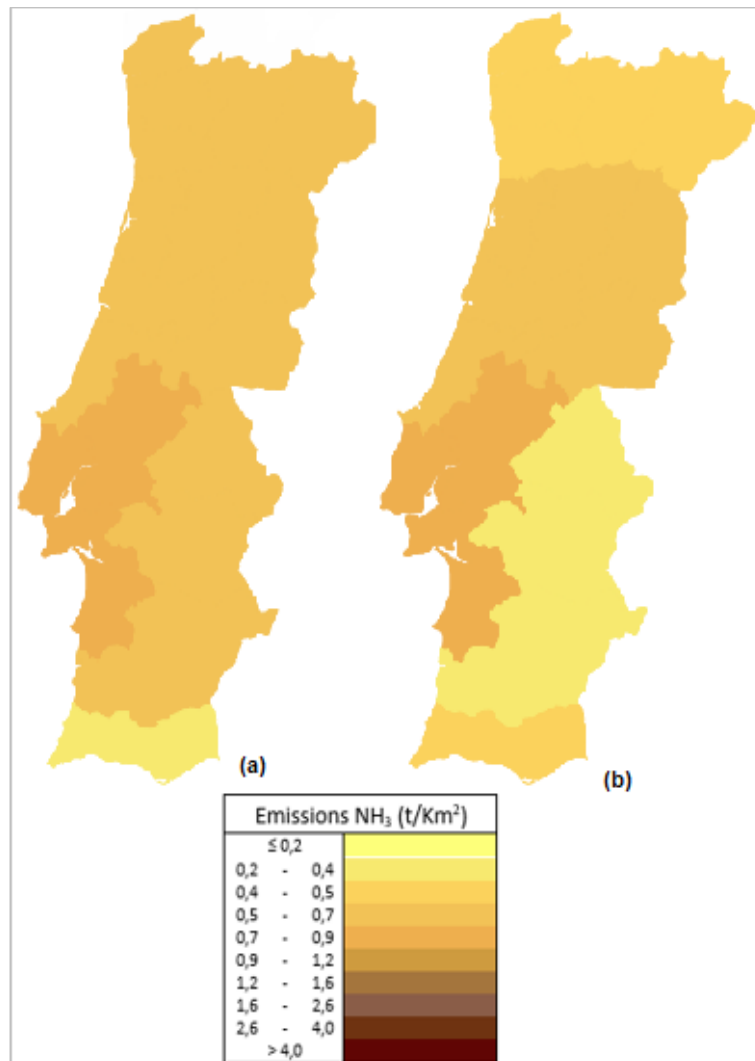 (a)
(b)
Emissions NH₃ (t/Km²)
≤ 0,2
0,2 - 0,4
0,4 - 0,5
0,5 - 0,7
0,7 - 0,9
0,9 - 1,2
1,2 - 1,6
1,6 - 2,6
2,6 - 4,0
> 4,0